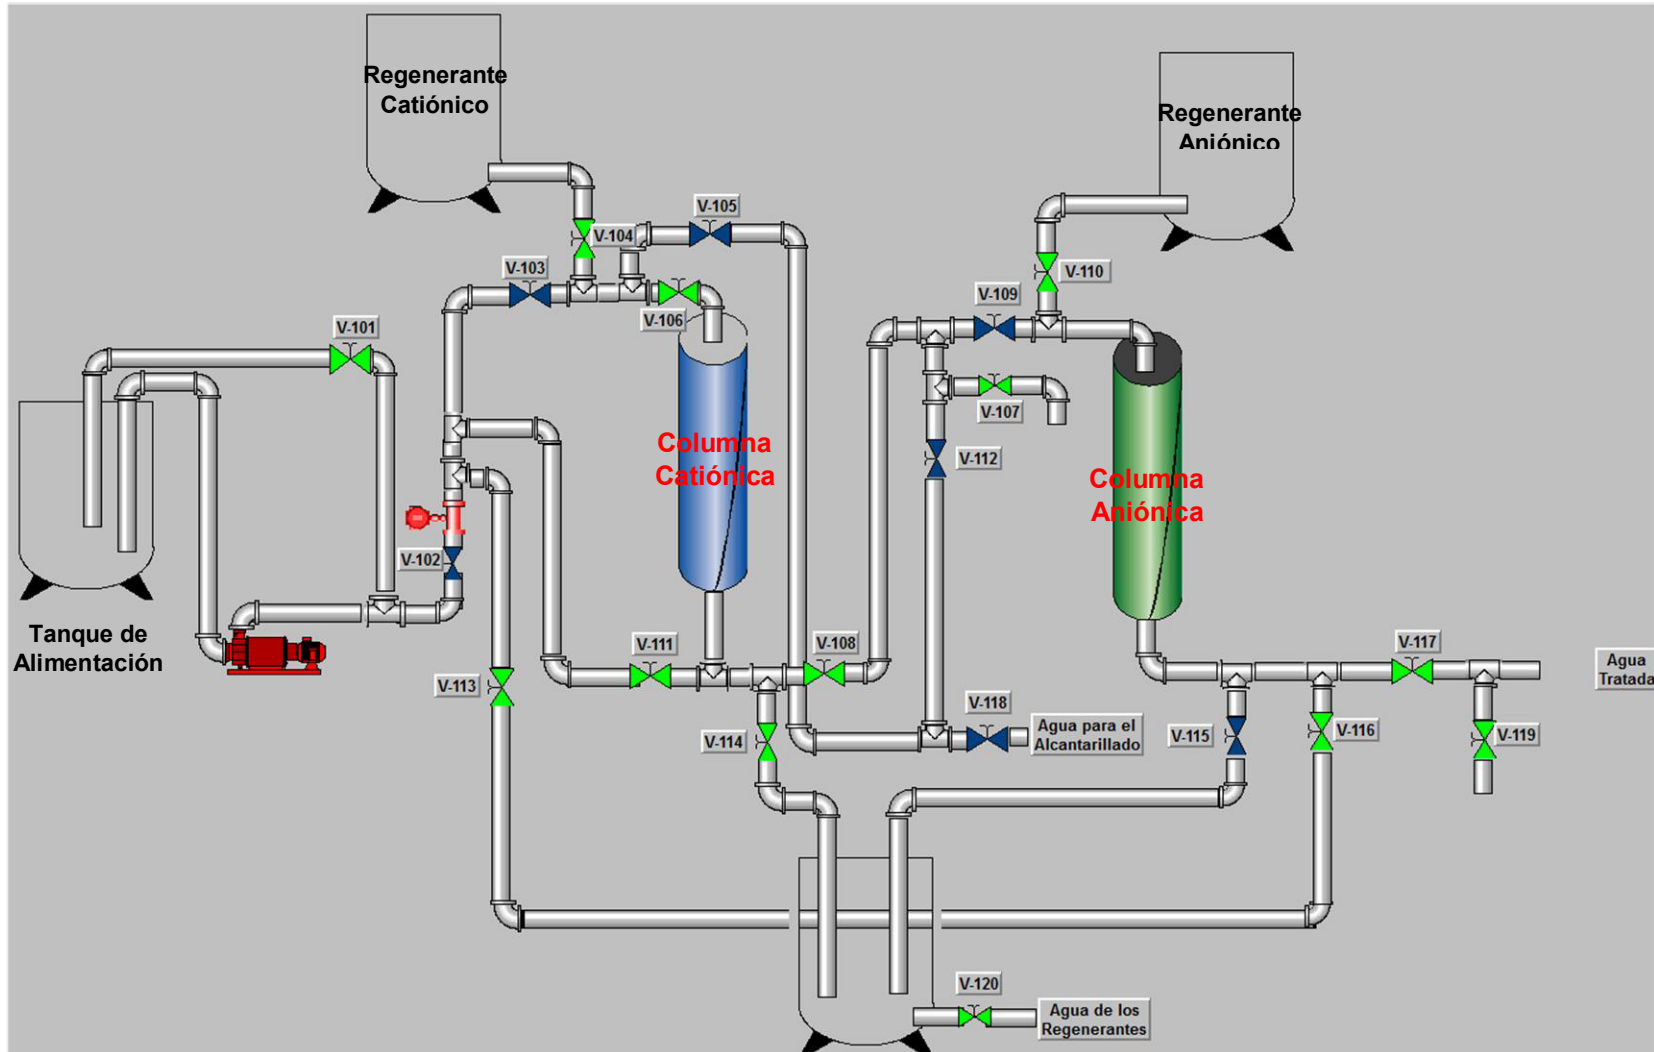 Regenerante
Catiónico
Regenerante
Aniónico
V-105
V-104
V-103
V-110
V-106
V-109
V-101
V-107
Columna
Catiónica
V-112
Columna
Aniónica
V-102
Tanque de
Alimentación
V-111
V-108
V-117
Agua
Tratada
V-113
V-118
Agua para el
Alcantarillado
V-114
V-115
V-116
V-119
V-120
Agua de los
Regenerantes